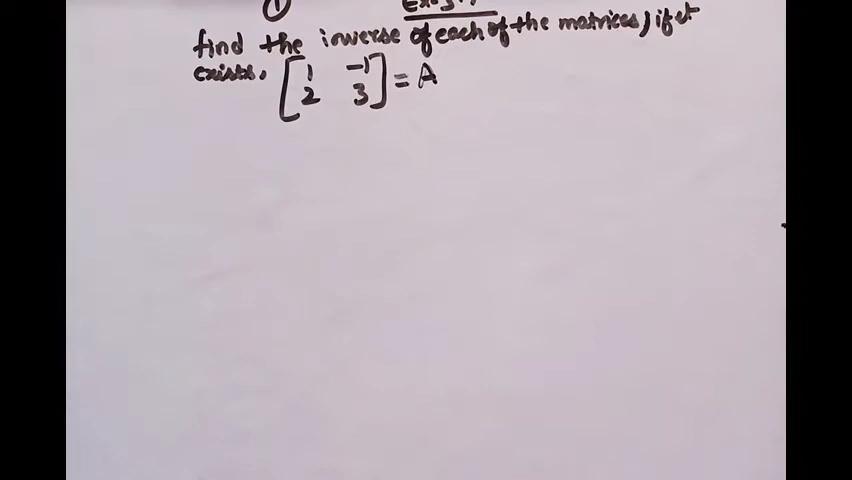 ①
find the inverse of each of the matrices, if it
exists. [1 -1
2 3] = A